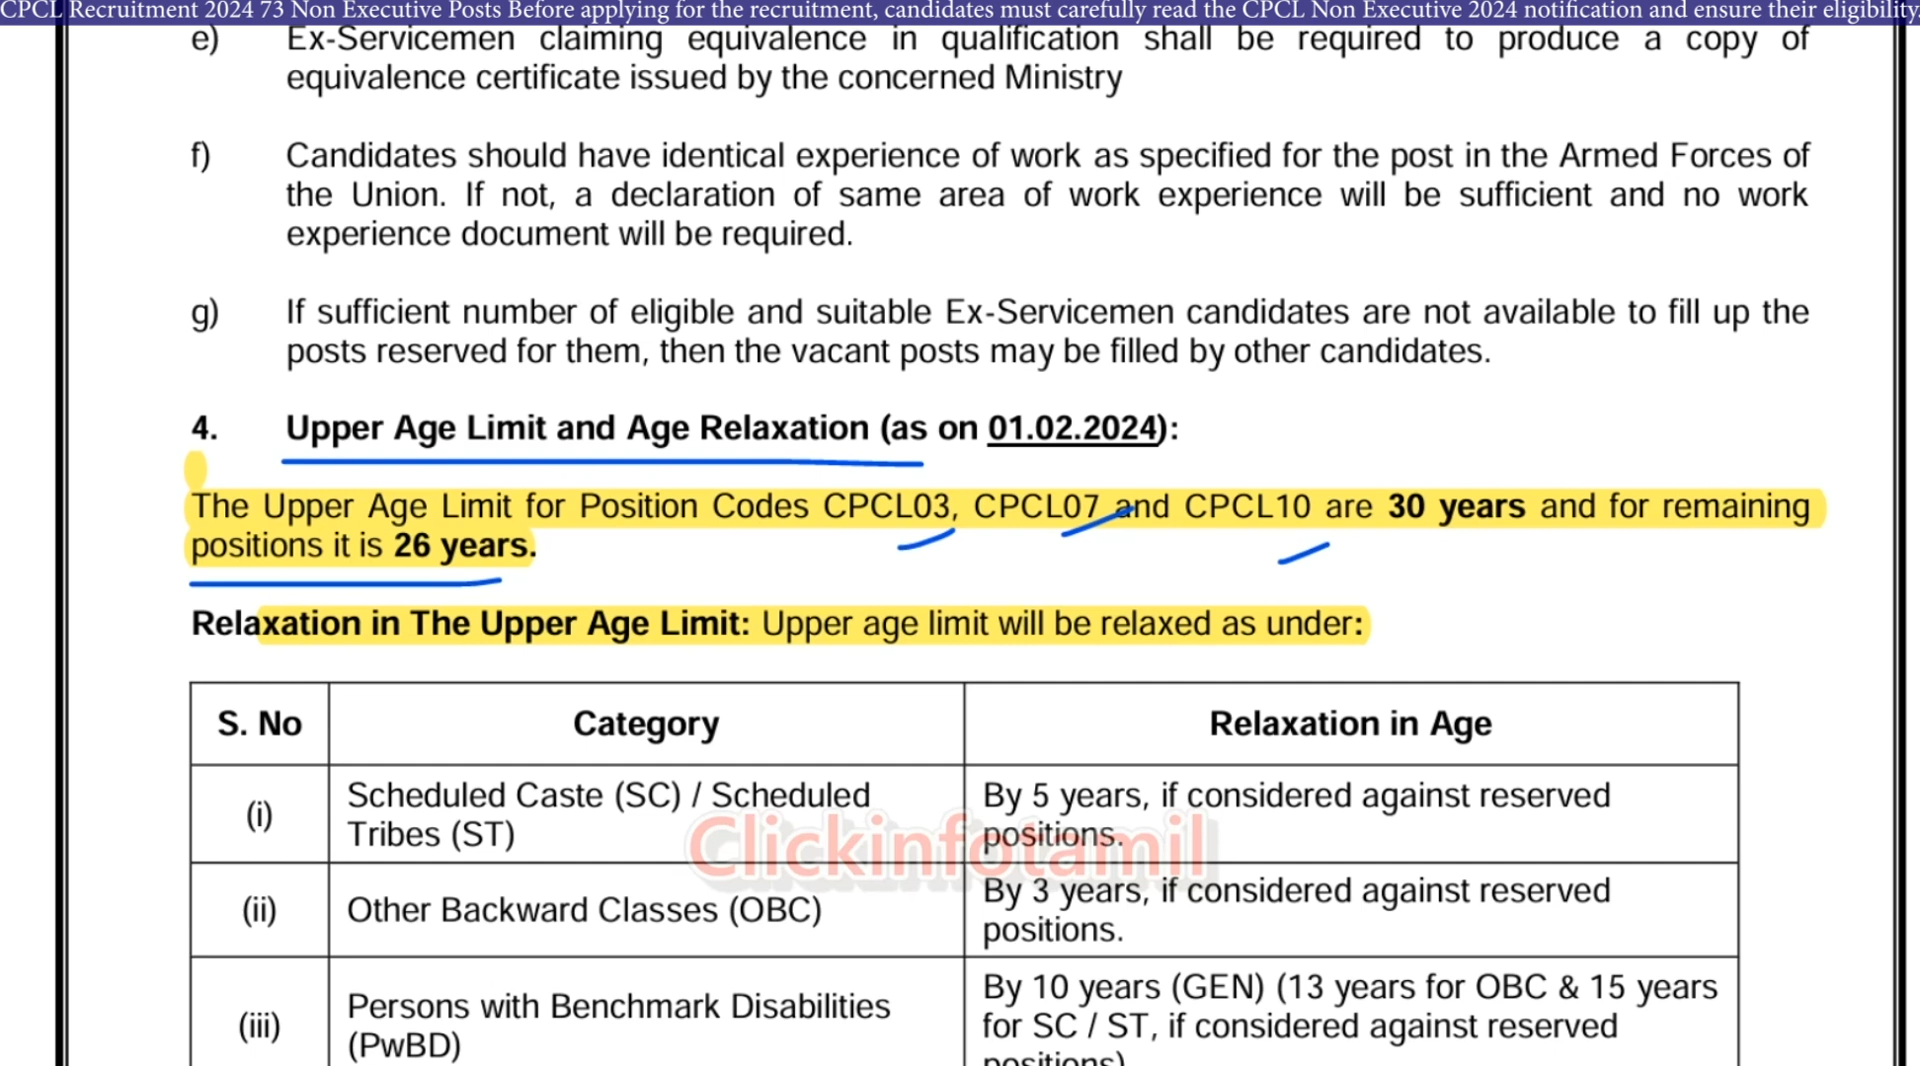 CPCL Recruitment 2024 73 Non Executive Posts Before applying for the recruitment, candidates must carefully read the CPCL Non Executive 2024 notification and ensure their eligibility
e) Ex-Servicemen claiming equivalence in qualification shall be required to produce a copy of
equivalence certificate issued by the concerned Ministry
f) Candidates should have identical experience of work as specified for the post in the Armed Forces of
the Union. If not, a declaration of same area of work experience will be sufficient and no work
experience document will be required.
g) If sufficient number of eligible and suitable Ex-Servicemen candidates are not available to fill up the
posts reserved for them, then the vacant posts may be filled by other candidates.
4. Upper Age Limit and Age Relaxation (as on 01.02.2024):
The Upper Age Limit for Position Codes CPCL03, CPCL07 and CPCL10 are 30 years and for remaining
positions it is 26 years.
Relaxation in The Upper Age Limit: Upper age limit will be relaxed as under:
S. No Category Relaxation in Age
(i) Scheduled Caste (SC) / Scheduled
Tribes (ST)
By 5 years, if considered against reserved
positions.
Clickinfotamil
(ii) Other Backward Classes (OBC)
By 3 years, if considered against reserved
positions.
(iii) Persons with Benchmark Disabilities
(PwBD)
By 10 years (GEN) (13 years for OBC & 15 years
for SC / ST, if considered against reserved
positions)